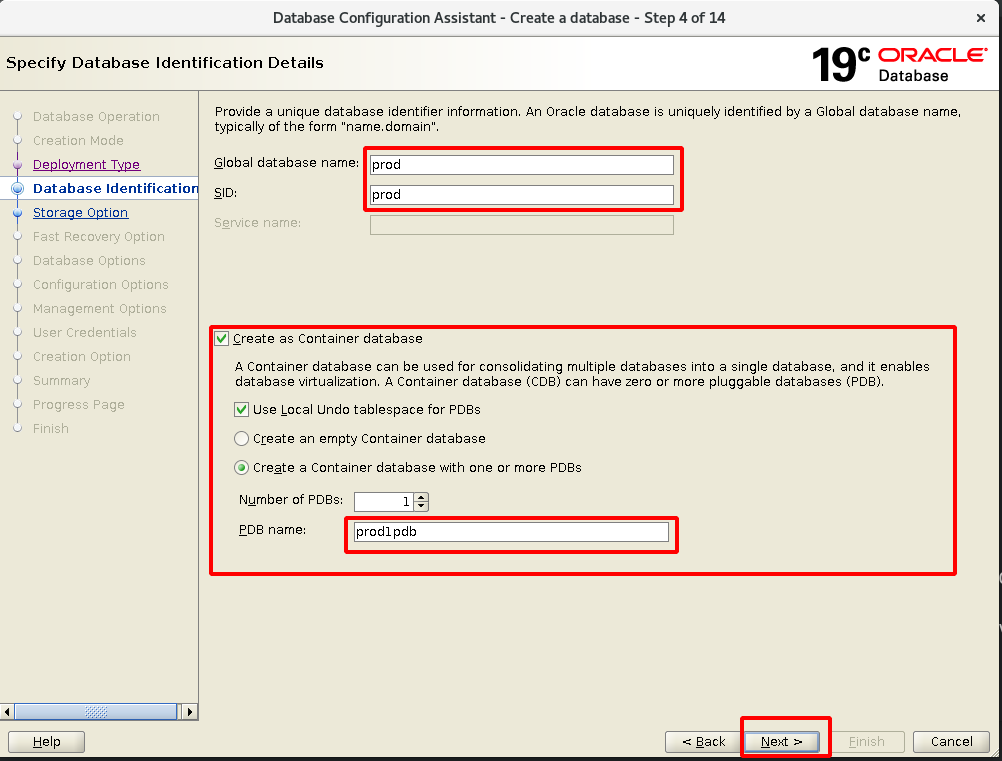 Database Configuration Assistant - Create a database - Step 4 of 14
×
Specify Database Identification Details
19c ORACLE®
Database
Database Operation
Creation Mode
Deployment Type
Database Identification
Storage Option
Fast Recovery Option
Database Options
Configuration Options
Management Options
User Credentials
Creation Option
Summary
Progress Page
Finish
Provide a unique database identifier information. An Oracle database is uniquely identified by a Global database name,
typically of the form "name.domain".
Global database name: prod
SID: prod
Service name:
Create as Container database
A Container database can be used for consolidating multiple databases into a single database, and it enables
database virtualization. A Container database (CDB) can have zero or more pluggable databases (PDB).
Use Local Undo tablespace for PDBs
Create an empty Container database
Create a Container database with one or more PDBs
Number of PDBs: 1
PDB name: prod1pdb
Help
< Back
Next >
Finish
Cancel